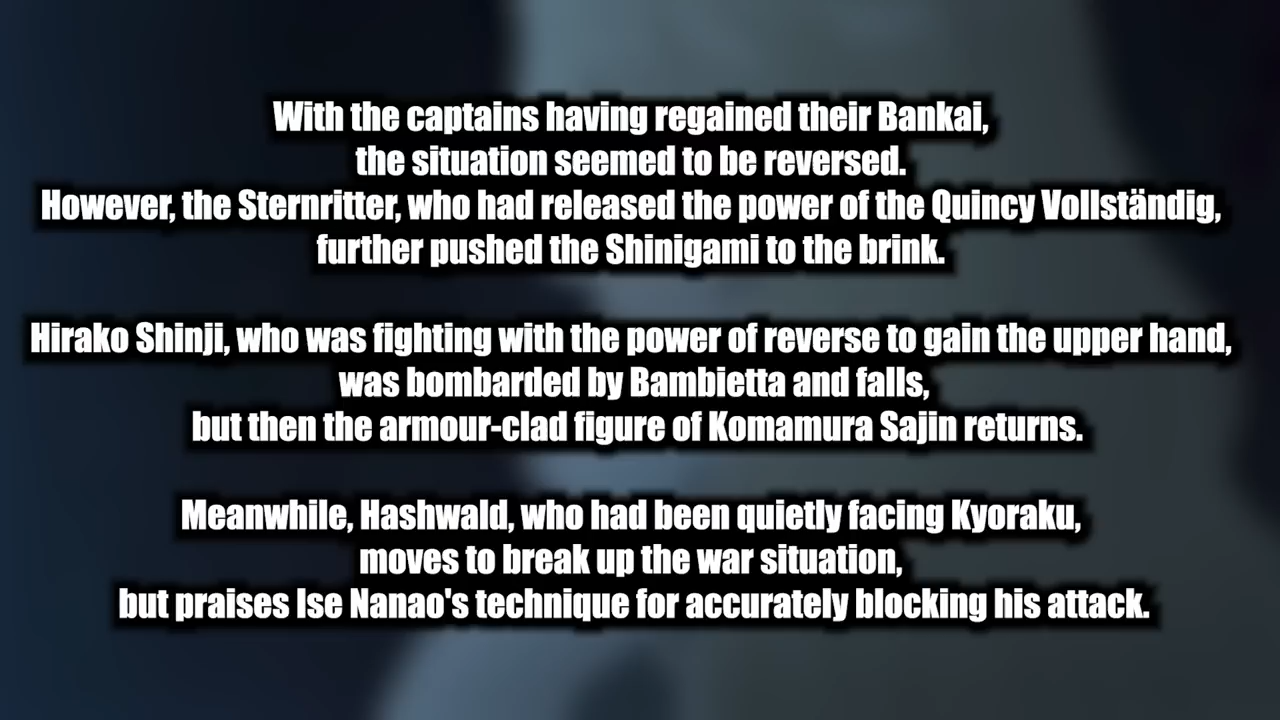 With the captains having regained their Bankai,
the situation seemed to be reversed.
However, the Sternritter, who had released the power of the Quincy Vollständig,
further pushed the Shinigami to the brink.
Hirako Shinji, who was fighting with the power of reverse to gain the upper hand,
was bombarded by Bambietta and falls,
but then the armour-clad figure of Komamura Sajin returns.
Meanwhile, Hashwald, who had been quietly facing Kyoraku,
moves to break up the war situation,
but praises Ise Nanao's technique for accurately blocking his attack.